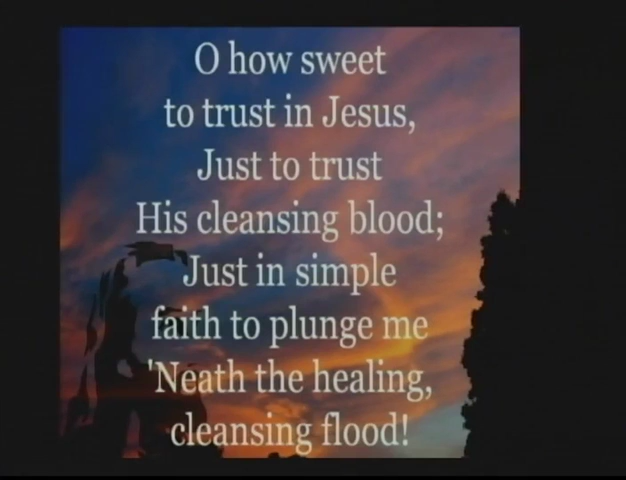 O how sweet
to trust in Jesus,
Just to trust
His cleansing blood;
Just in simple
faith to plunge me
'Neath the healing,
cleansing flood!